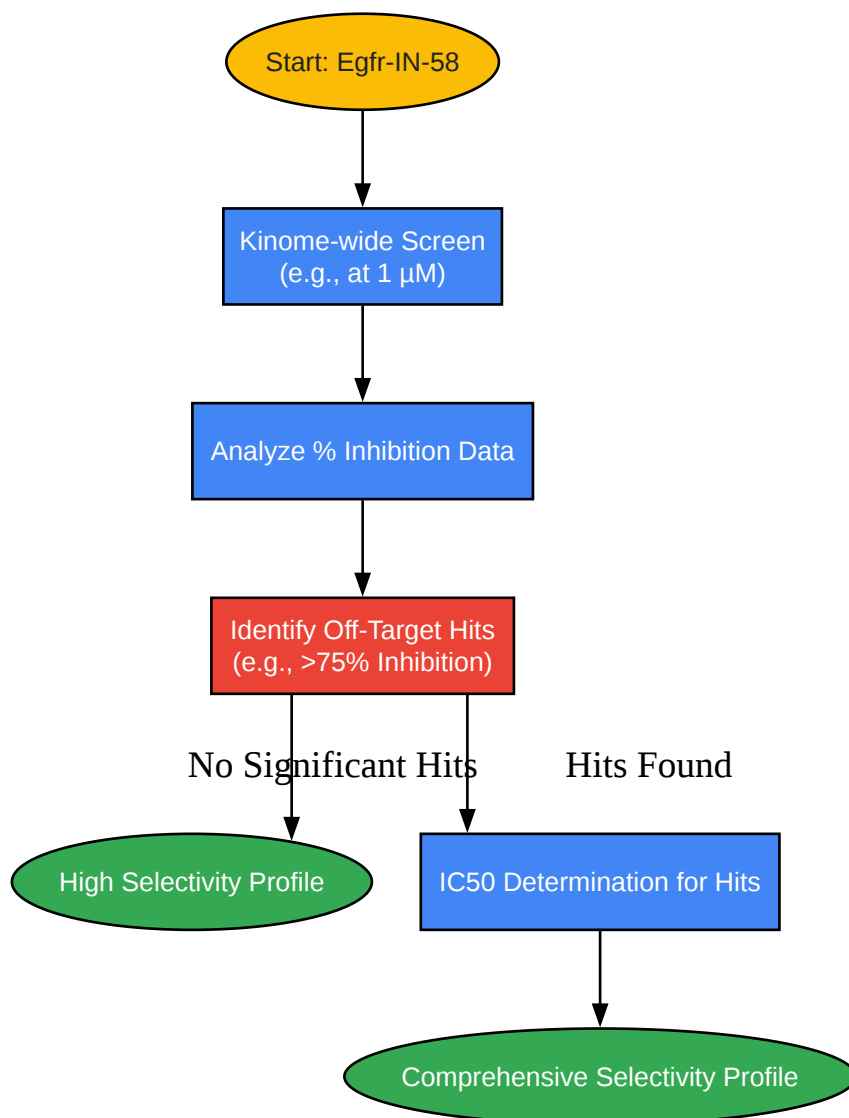 Start: Egfr-IN-58
Kinome-wide Screen
(e.g., at 1 µM)
Analyze % Inhibition Data
Identify Off-Target Hits
(e.g., >75% Inhibition)
No Significant Hits
Hits Found
High Selectivity Profile
IC50 Determination for Hits
Comprehensive Selectivity Profile